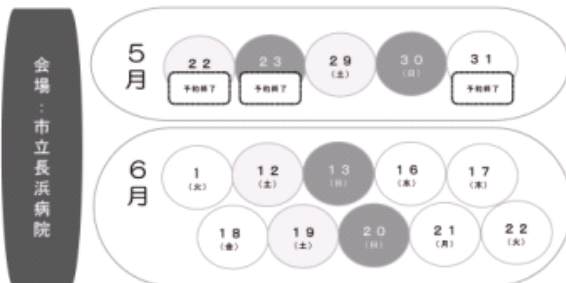 会場：市立長浜病院
5月
22
予約終了
23
予約終了
29
（土）
30
（日）
31
予約終了
6月
1
（火）
12
（土）
13
（日）
16
（水）
17
（木）
18
（金）
19
（土）
20
（日）
21
（月）
22
（火）